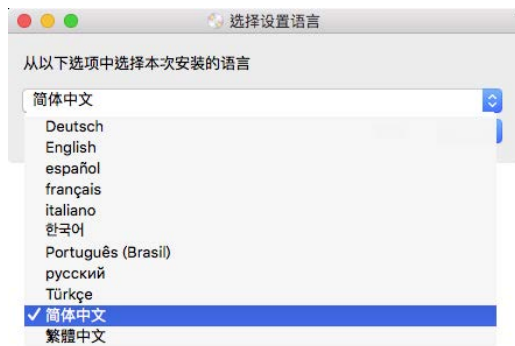 选择设置语言
从以下选项中选择本次安装的语言
简体中文
Deutsch
English
español
français
italiano
한국어
Português (Brasil)
русский
Türkçe
✓ 简体中文
繁體中文